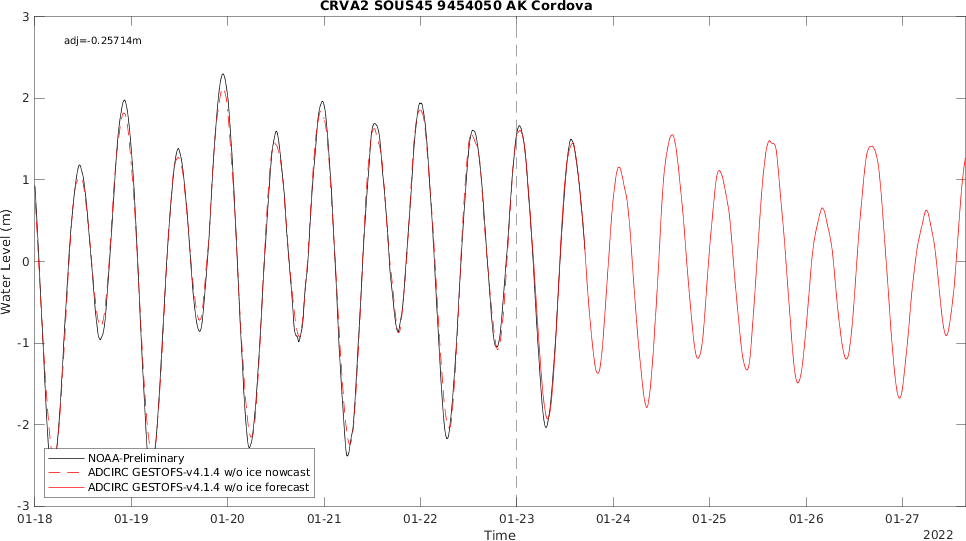 CRVA2 SOUS45 9454050 AK Cordova
adj=-0.25714m
3
2
1
0
-1
-2
-3
Water Level (m)
NOAA-Preliminary
ADCIRC GESTOFS-v4.1.4 w/o ice nowcast
ADCIRC GESTOFS-v4.1.4 w/o ice forecast
01-18 01-19 01-20 01-21 01-22 01-23 01-24 01-25 01-26 01-27
Time
2022